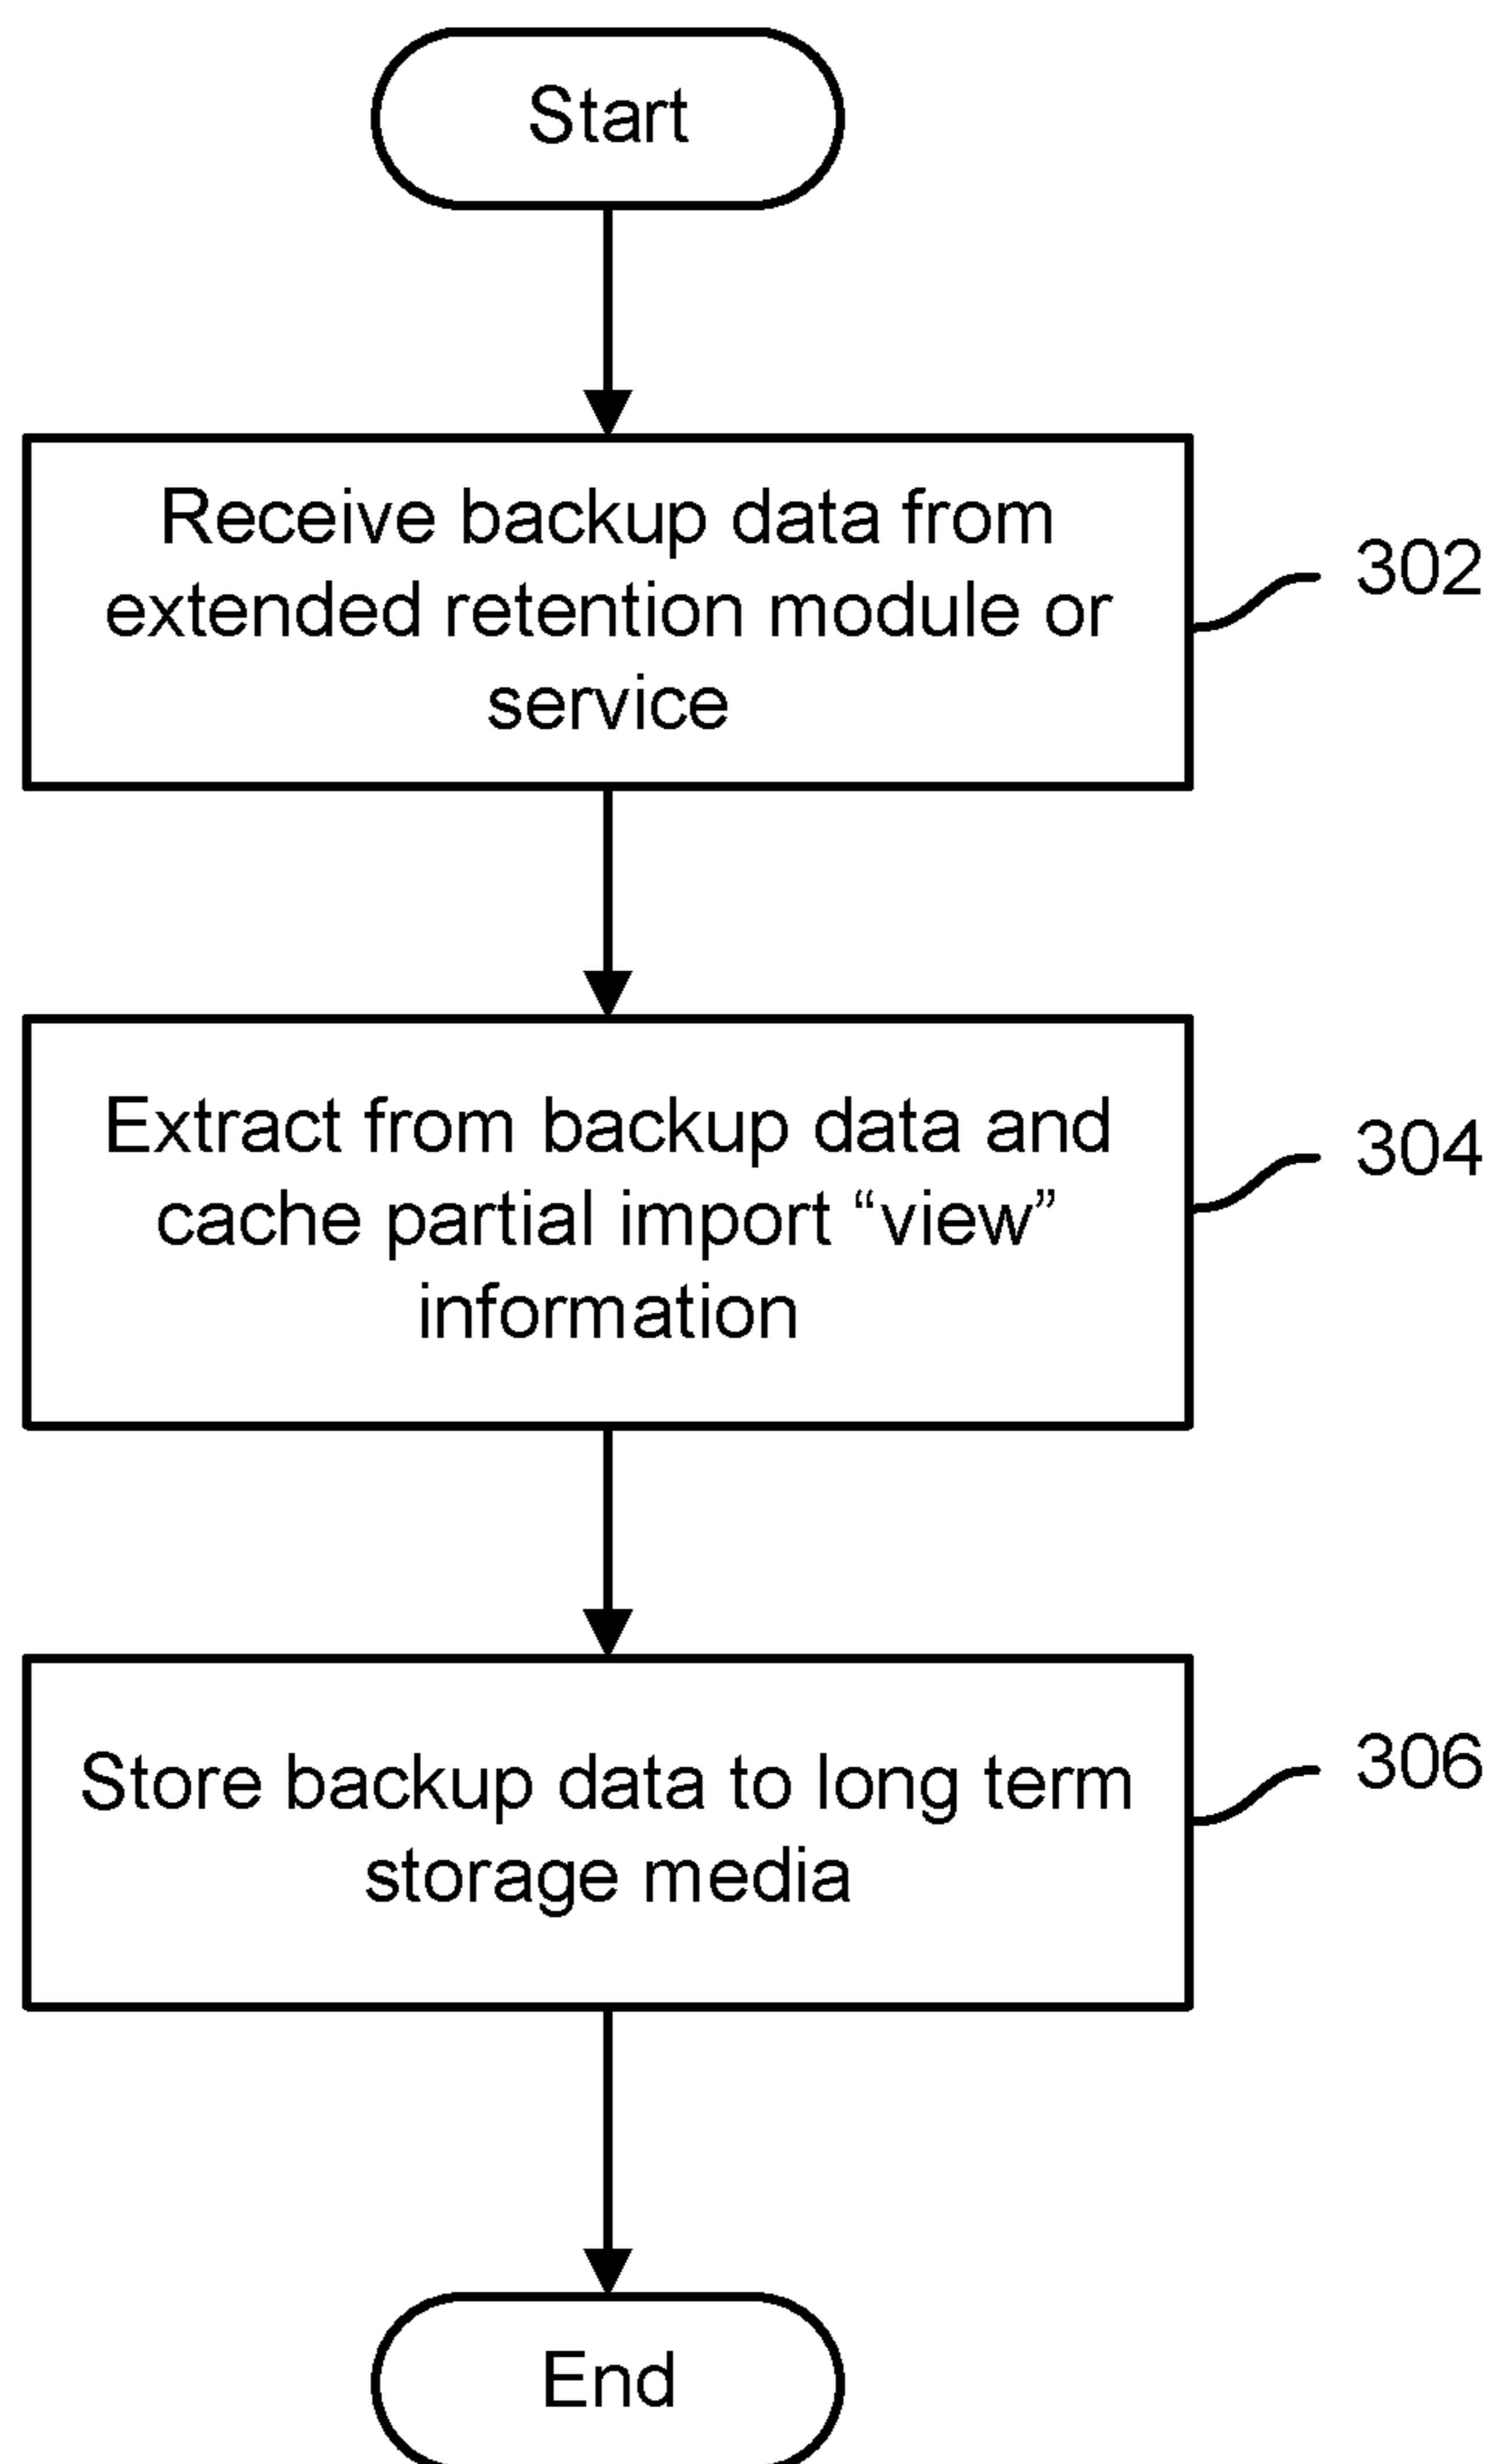 Start
Receive backup data from
extended retention module or
service
302
Extract from backup data and
cache partial import “view”
information
304
Store backup data to long term
storage media
306
End